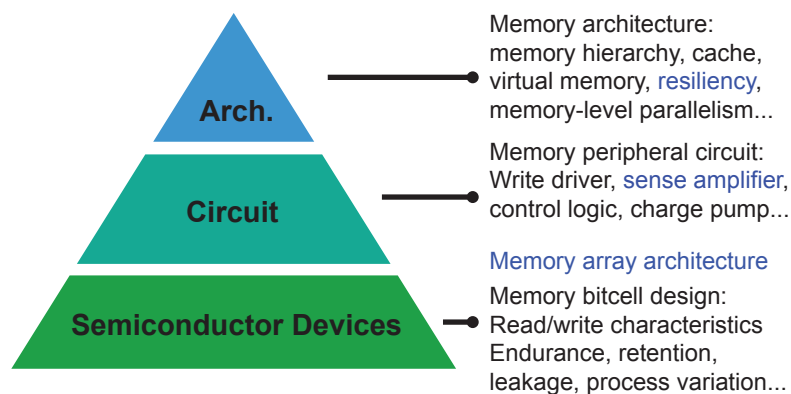 Arch.
Memory architecture:
memory hierarchy, cache,
virtual memory, resiliency,
memory-level parallelism...
Circuit
Memory peripheral circuit:
Write driver, sense amplifier,
control logic, charge pump...
Semiconductor Devices
Memory array architecture
Memory bitcell design:
Read/write characteristics
Endurance, retention,
leakage, process variation...